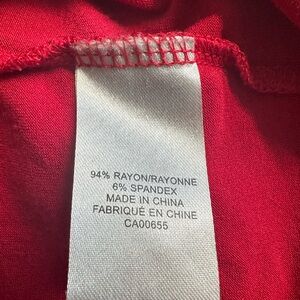 94% RAYON/RAYONNE
6% SPANDEX
MADE IN CHINA
FABRIQUÉ EN CHINE
CA00655